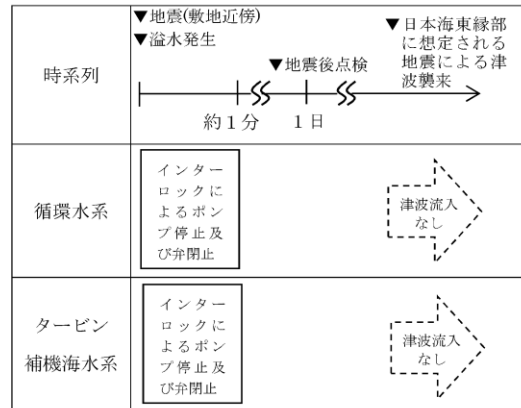 時系列
▼地震(敷地近傍)
▼溢水発生
▼地震後点検
▼日本海東縁部
に想定される
地震による津
波襲来
約1分
1日
循環水系
インター
ロックに
よるポン
プ停止及
び弁閉止
津波流入
なし
タービン
補機海水系
インター
ロックに
よるポン
プ停止及
び弁閉止
津波流入
なし